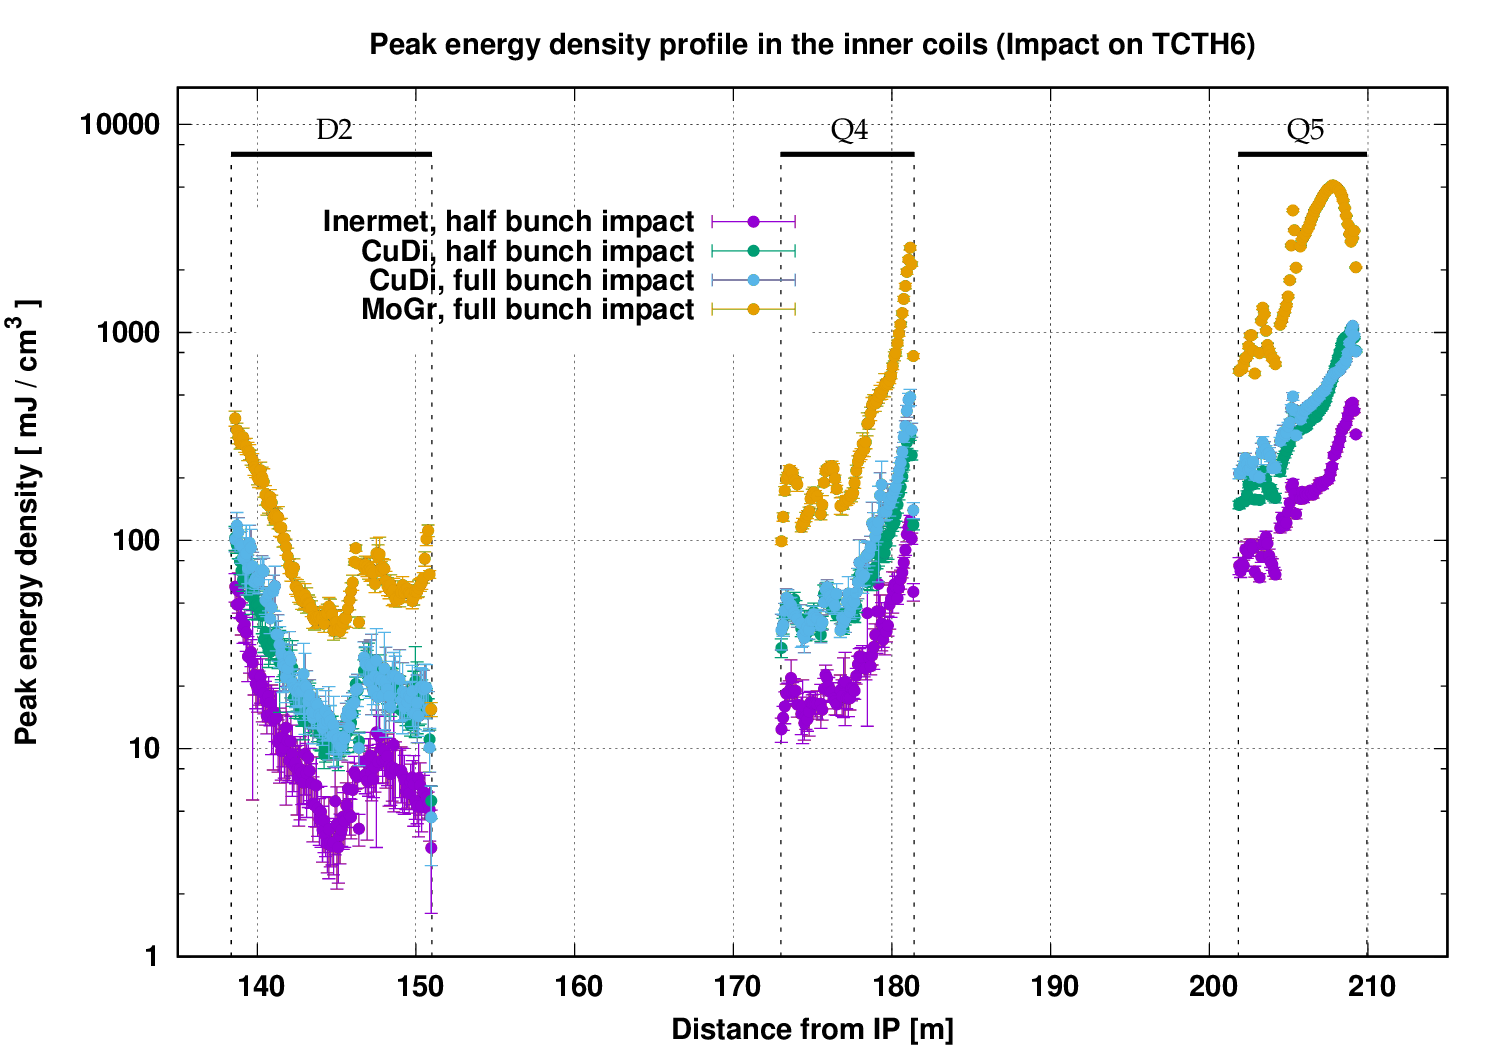 Peak energy density profile in the inner coils (Impact on TCTH6)
10000
D2
Q4
Q5
Inermet, half bunch impact
CuDi, half bunch impact
CuDi, full bunch impact
MoGr, full bunch impact
1000
100
10
1
Peak energy density [ mJ / cm³ ]
140 150 160 170 180 190 200 210
Distance from IP [m]